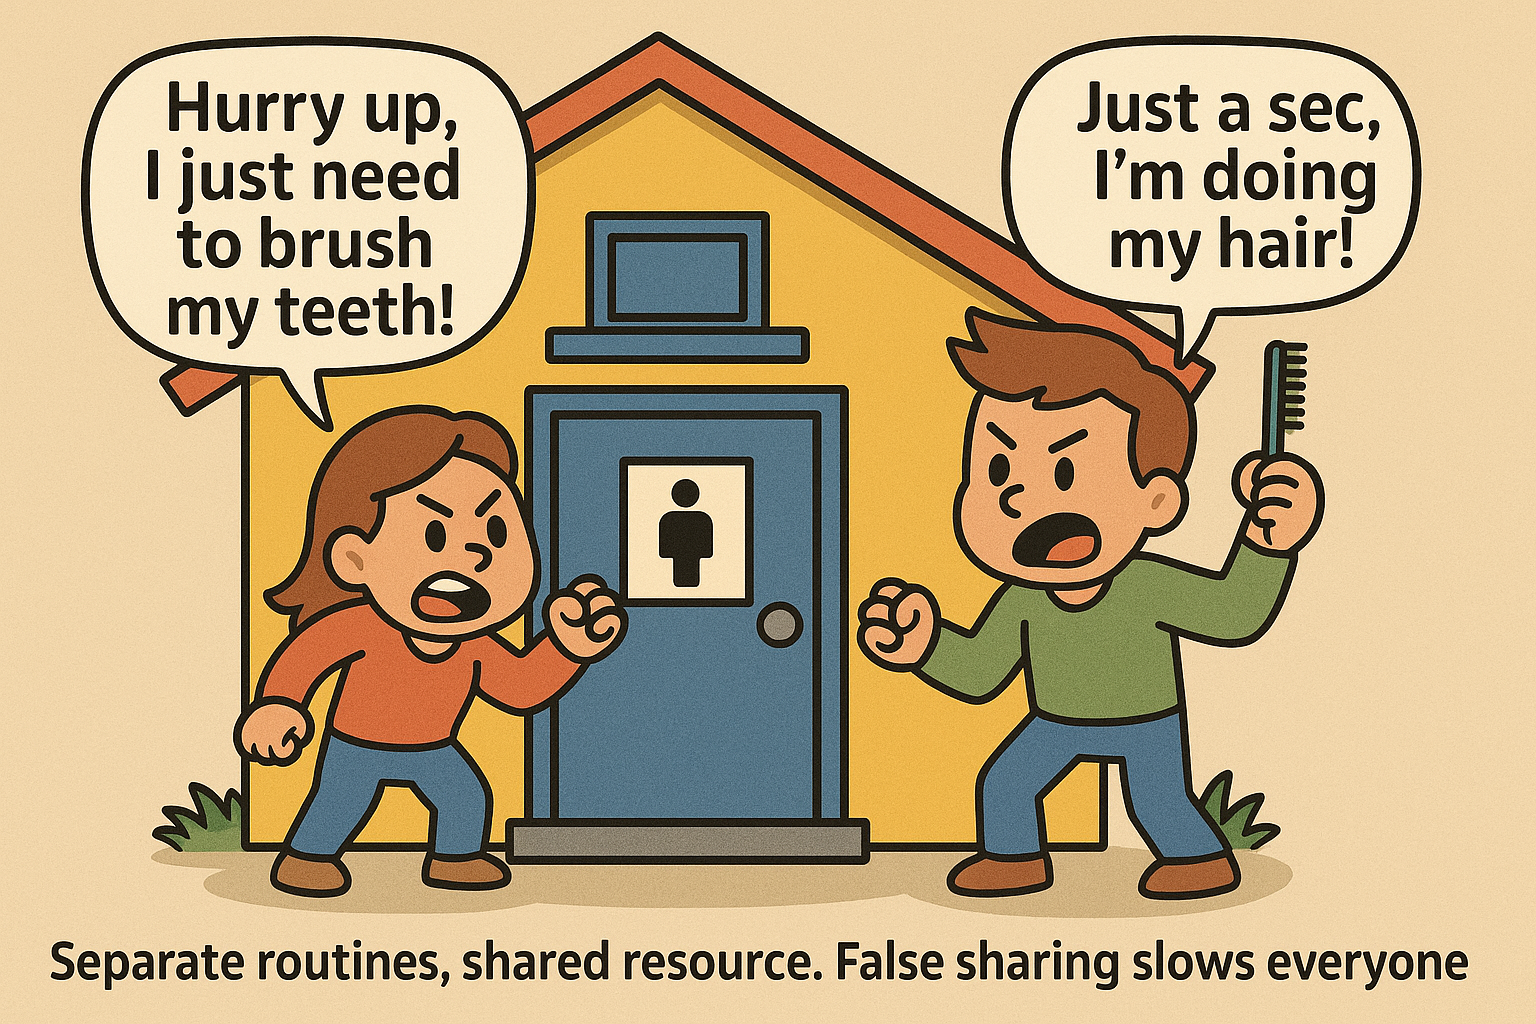 Hurry up,
I just need
to brush
my teeth!
Just a sec,
I'm doing
my hair!
Separate routines, shared resource. False sharing slows everyone